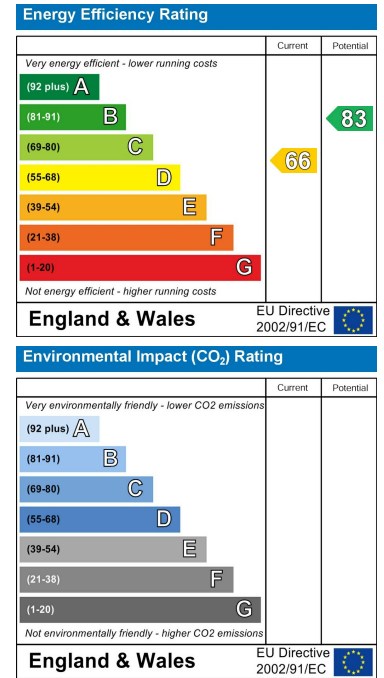 Energy Efficiency Rating
Current Potential
Very energy efficient - lower running costs
(92 plus) A
(81-91) B
83
(69-80) C
66
(55-68) D
(39-54) E
(21-38) F
(1-20) G
Not energy efficient - higher running costs
England & Wales
EU Directive
2002/91/EC
Environmental Impact (CO₂) Rating
Current Potential
Very environmentally friendly - lower CO2 emissions
(92 plus) A
(81-91) B
(69-80) C
(55-68) D
(39-54) E
(21-38) F
(1-20) G
Not environmentally friendly - higher CO2 emissions
England & Wales
EU Directive
2002/91/EC